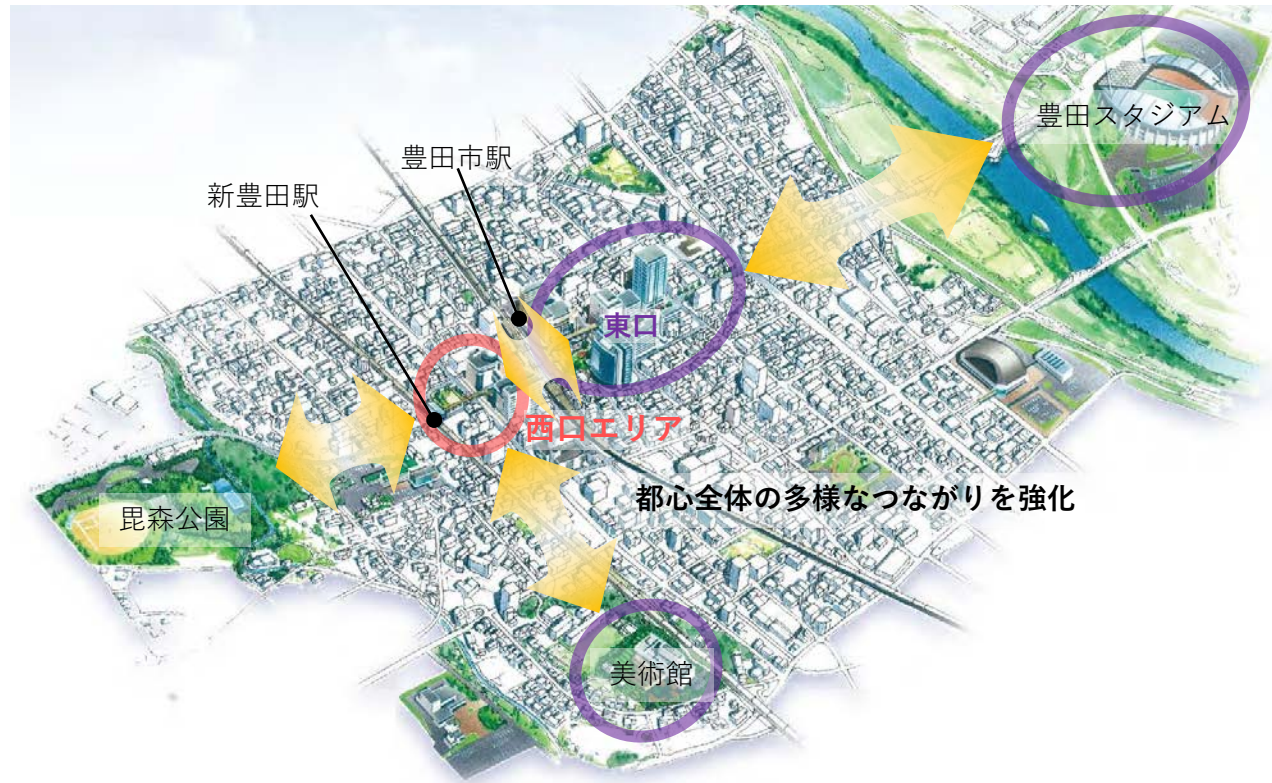 豊田スタジアム
豊田市駅
新豊田駅
東口
西口エリア
都心全体の多様なつながりを強化
毘森公園
美術館